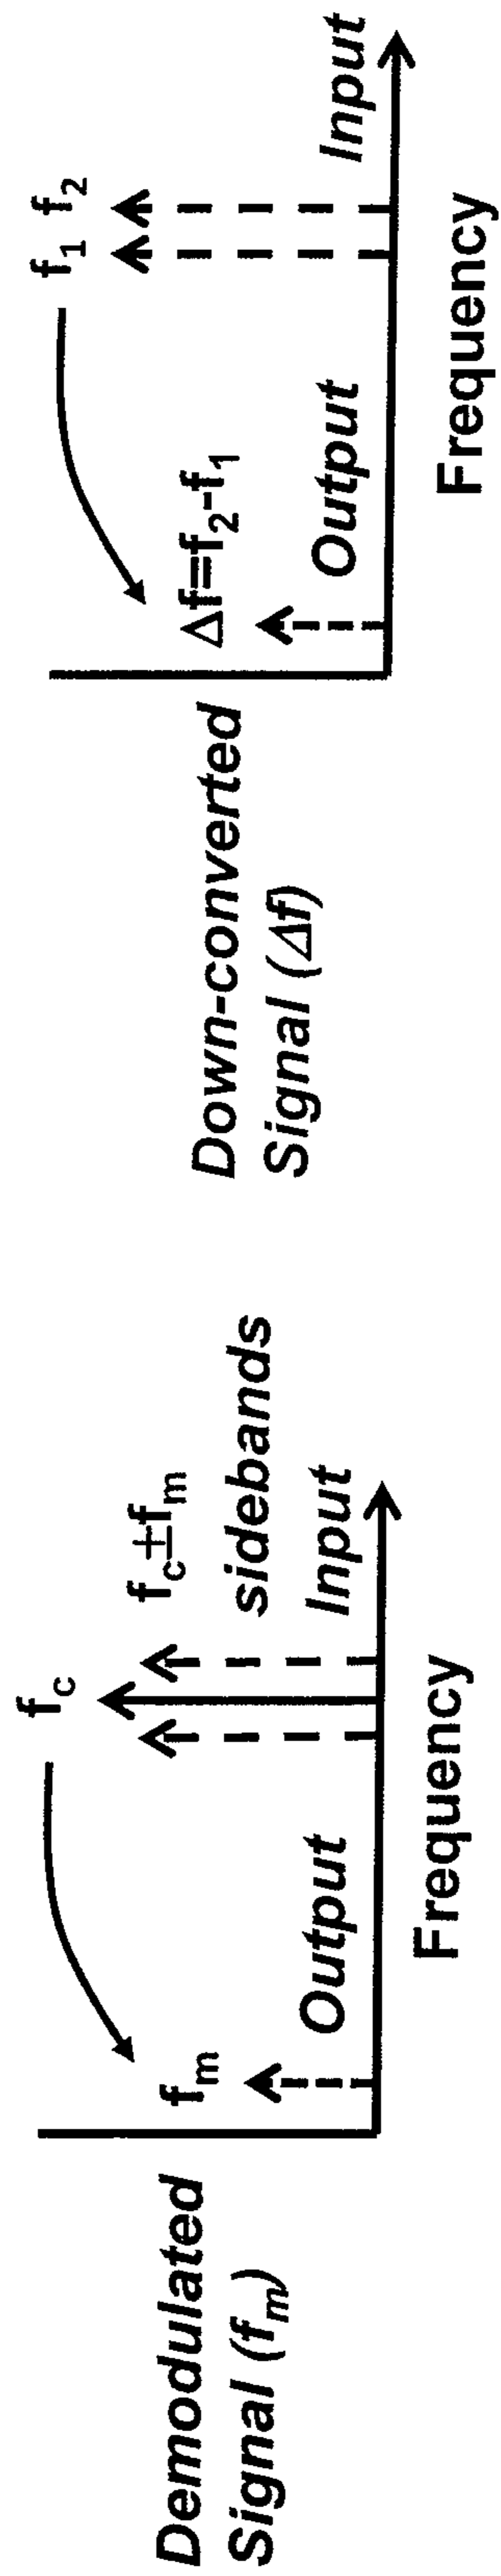 Demodulated
Signal (fm)
fm
fc
fc±fm
sidebands
Output
Input
Frequency
Down-converted
Signal (Δf)
Δf=f2-f1
f1 f2
Output
Input
Frequency